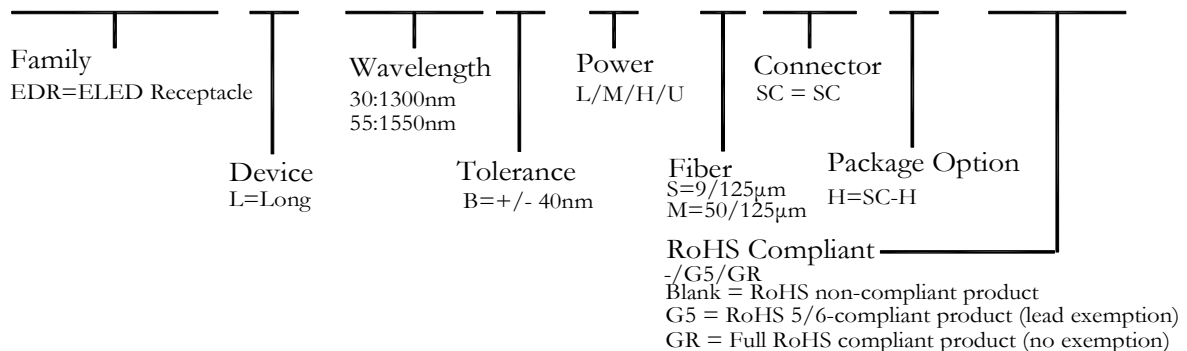 Family
EDR=ELED Receptacle
Wavelength
30:1300nm
55:1550nm
Power
L/M/H/U
Connector
SC = SC
Device
L=Long
Tolerance
B=+/- 40nm
Fiber
S=9/125µm
M=50/125µm
Package Option
H=SC-H
RoHS Compliant
-/G5/GR
Blank = RoHS non-compliant product
G5 = RoHS 5/6-compliant product (lead exemption)
GR = Full RoHS compliant product (no exemption)